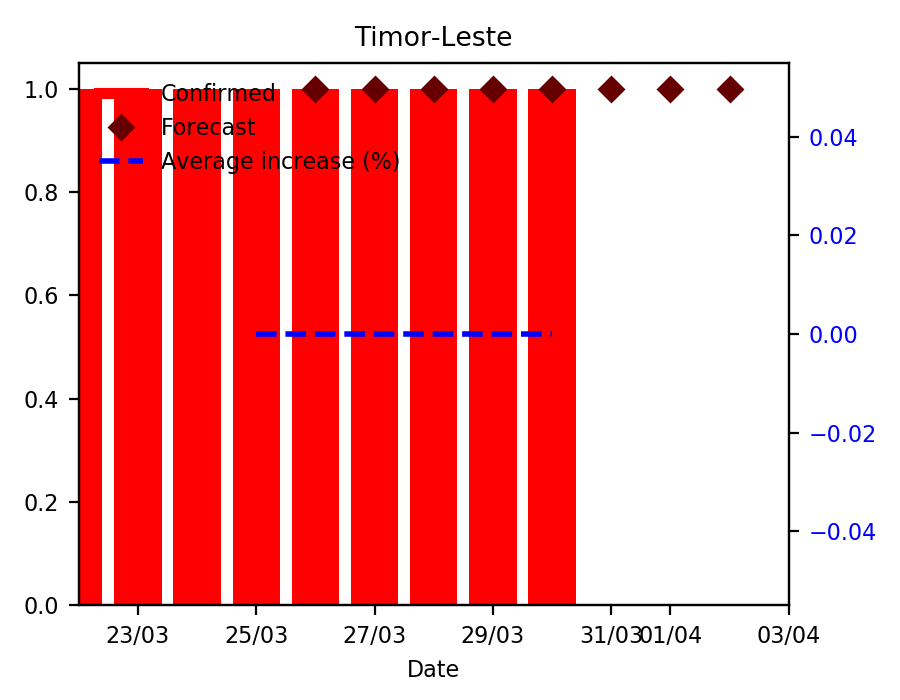 Timor-Leste
Confirmed
Forecast
Average increase (%)
1.0
0.8
0.6
0.4
0.2
0.0
0.04
0.02
0.00
−0.02
−0.04
23/03 25/03 27/03 29/03 31/03 01/04 03/04
Date